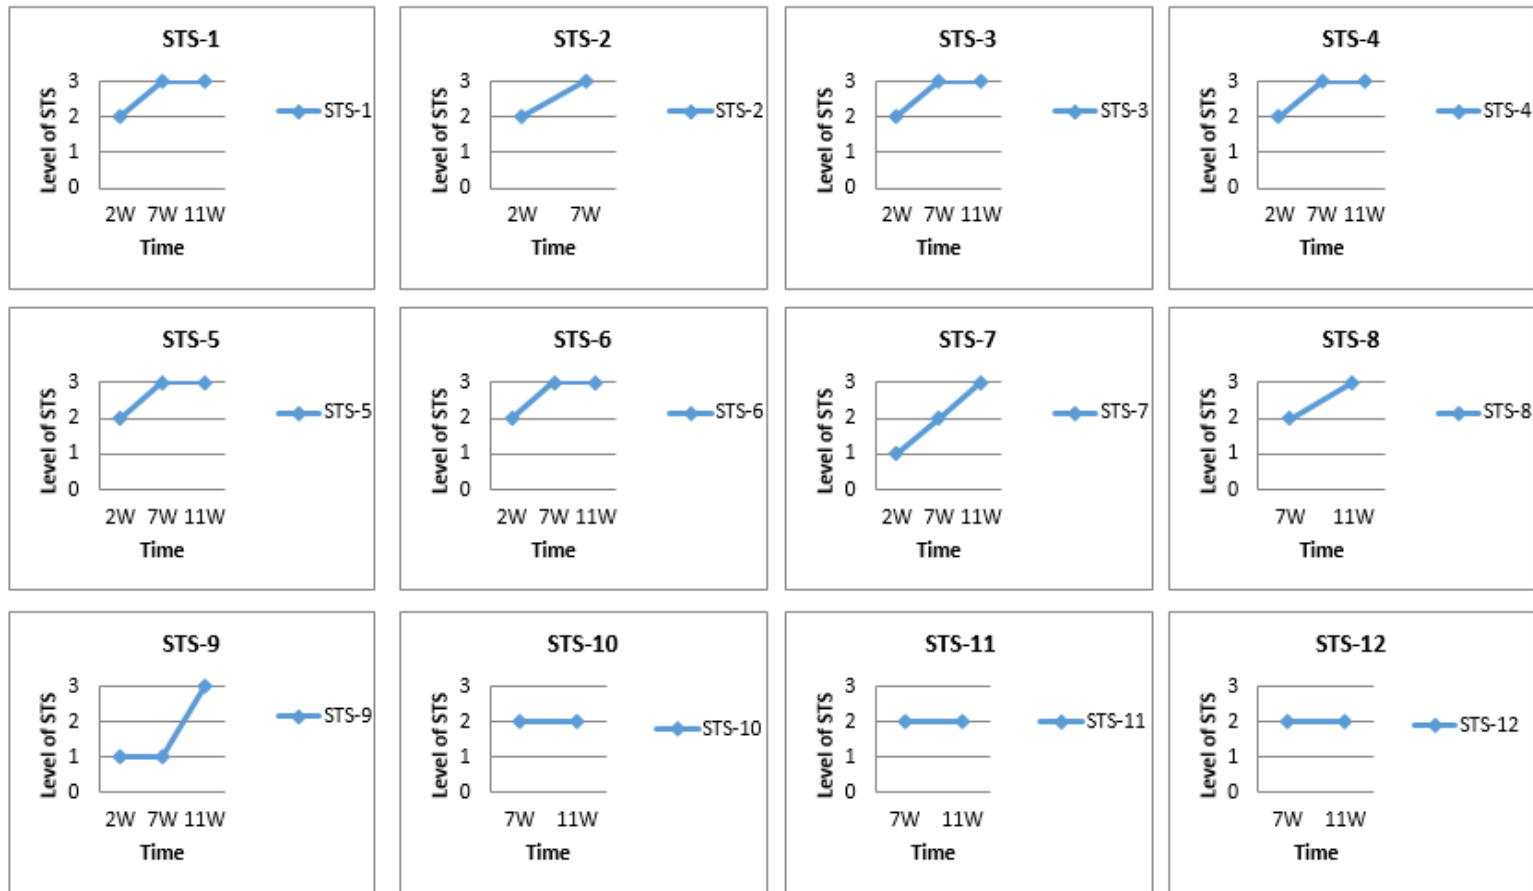 STS-1
Level of STS
3
2
1
0
2W 7W 11W
Time
STS-1
STS-2
Level of STS
3
2
1
0
2W 7W
Time
STS-2
STS-3
Level of STS
3
2
1
0
2W 7W 11W
Time
STS-3
STS-4
Level of STS
3
2
1
0
2W 7W 11W
Time
STS-4
STS-5
Level of STS
3
2
1
0
2W 7W 11W
Time
STS-5
STS-6
Level of STS
3
2
1
0
2W 7W 11W
Time
STS-6
STS-7
Level of STS
3
2
1
0
2W 7W 11W
Time
STS-7
STS-8
Level of STS
3
2
1
0
7W 11W
Time
STS-8
STS-9
Level of STS
3
2
1
0
2W 7W 11W
Time
STS-9
STS-10
Level of STS
3
2
1
0
7W 11W
Time
STS-10
STS-11
Level of STS
3
2
1
0
7W 11W
Time
STS-11
STS-12
Level of STS
3
2
1
0
7W 11W
Time
STS-12